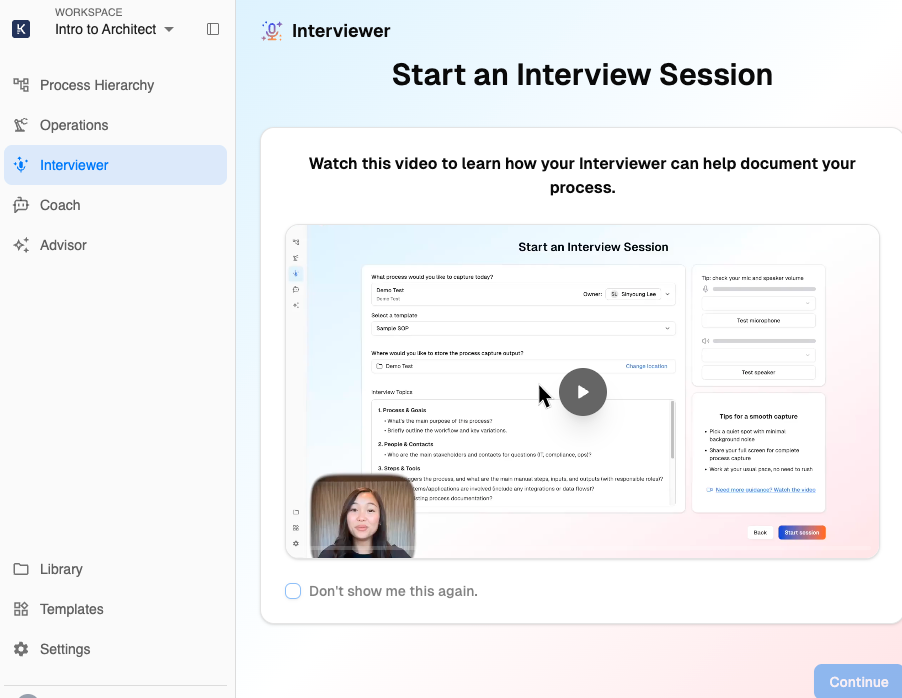 K
WORKSPACE
Intro to Architect
Process Hierarchy
Operations
Interviewer
Coach
Advisor
Library
Templates
Settings
Interviewer
Start an Interview Session
Watch this video to learn how your Interviewer can help document your
process.
Start an Interview Session
What process would you like to capture today?
Demo Test
Demo Test
Owner: SL Sinyoung Lee
Select a template
Sample SOP
Where would you like to store the process capture output?
Demo Test
Change location
Interview Topics
1. Process & Goals
• What's the main purpose of this process?
• Briefly outline the workflow and key variations.
2. People & Contacts
• Who are the main stakeholders and contacts for questions (IT, compliance, ops)?
3. Steps & Tools
gers the process, and what are the main manual steps, inputs, and outputs (with responsible roles)?
tems/applications are involved (include any integrations or data flows)?
sting process documentation?
Tip: check your mic and speaker volume
Test microphone
Test speaker
Tips for a smooth capture
• Pick a quiet spot with minimal
background noise
• Share your full screen for complete
process capture
• Work at your usual pace, no need to rush
Need more guidance? Watch the video
Back
Start session
Don't show me this again.
Continue